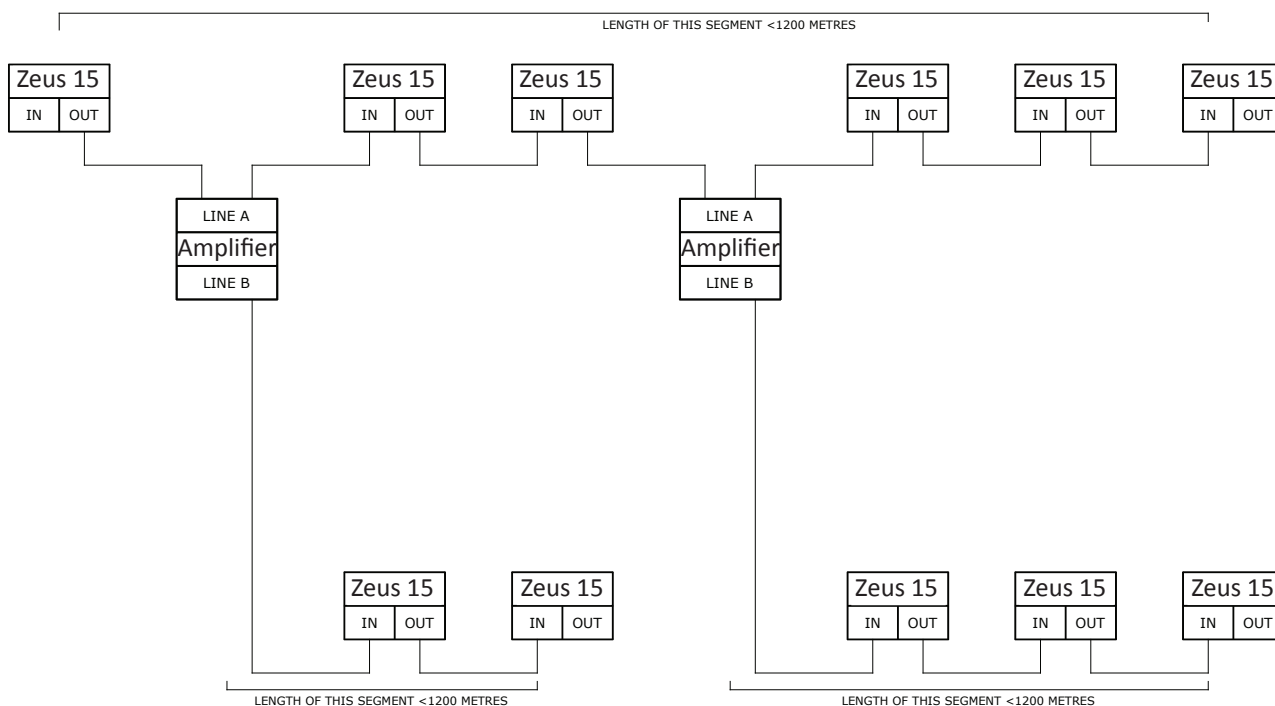 LENGTH OF THIS SEGMENT <1200 METRES
Zeus 15 Zeus 15 Zeus 15 Zeus 15 Zeus 15 Zeus 15
IN OUT IN OUT IN OUT IN OUT IN OUT IN OUT
LINE A LINE A
Amplifier Amplifier
LINE B LINE B
Zeus 15 Zeus 15 Zeus 15 Zeus 15 Zeus 15
IN OUT IN OUT IN OUT IN OUT IN OUT
LENGTH OF THIS SEGMENT <1200 METRES LENGTH OF THIS SEGMENT <1200 METRES